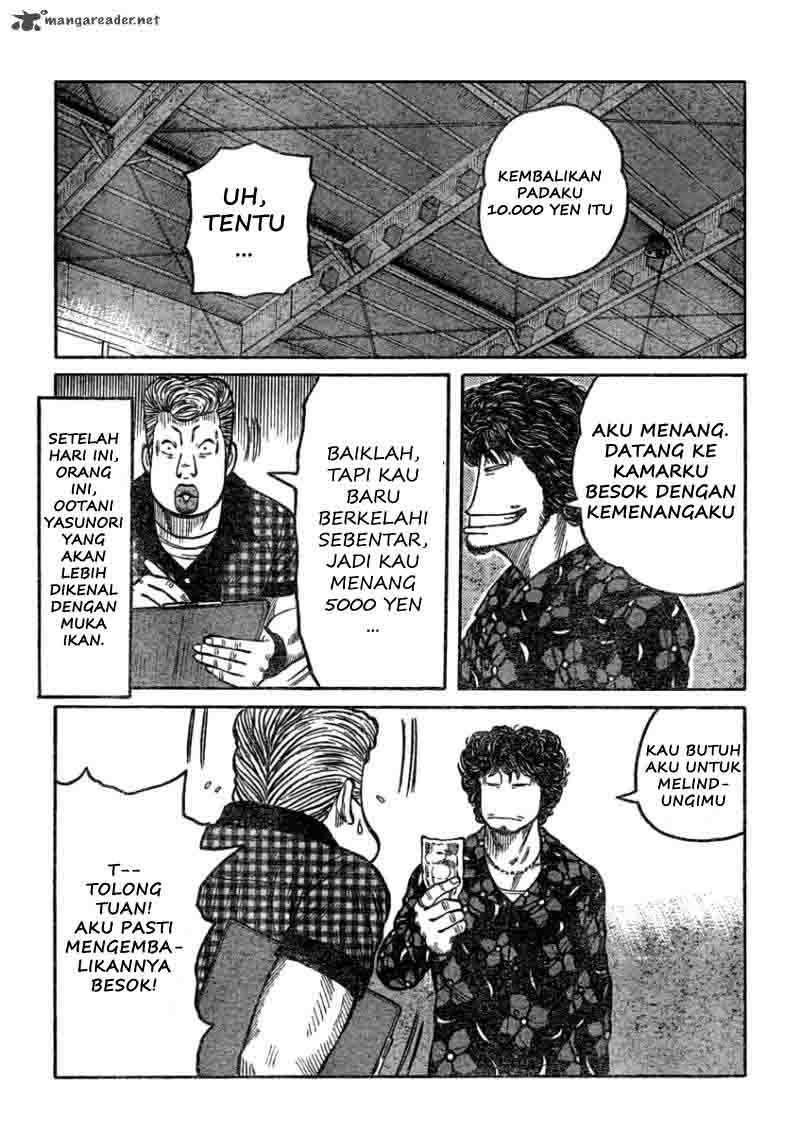 mangareader.net
KEMBALIKAN
PADAKU
10.000 YEN ITU
UH,
TENTU
...
AKU MENANG.
DATANG KE
KAMARKU
BESOK DENGAN
KEMENANGAKU
BAIKLAH,
TAPI KAU
BARU
BERKELAHI
SEBENTAR,
JADI KAU
MENANG
5000 YEN
...
SETELAH
HARI INI,
ORANG
INI,
OOTANI
YASUNORI
YANG
AKAN
LEBIH
DIKENAL
DENGAN
MUKA
IKAN.
KAU BUTUH
AKU UNTUK
MELIND-
UNGIMU
T--
TOLONG
TUAN!
AKU PASTI
MENGEMBA-
LIKANNYA
BESOK!